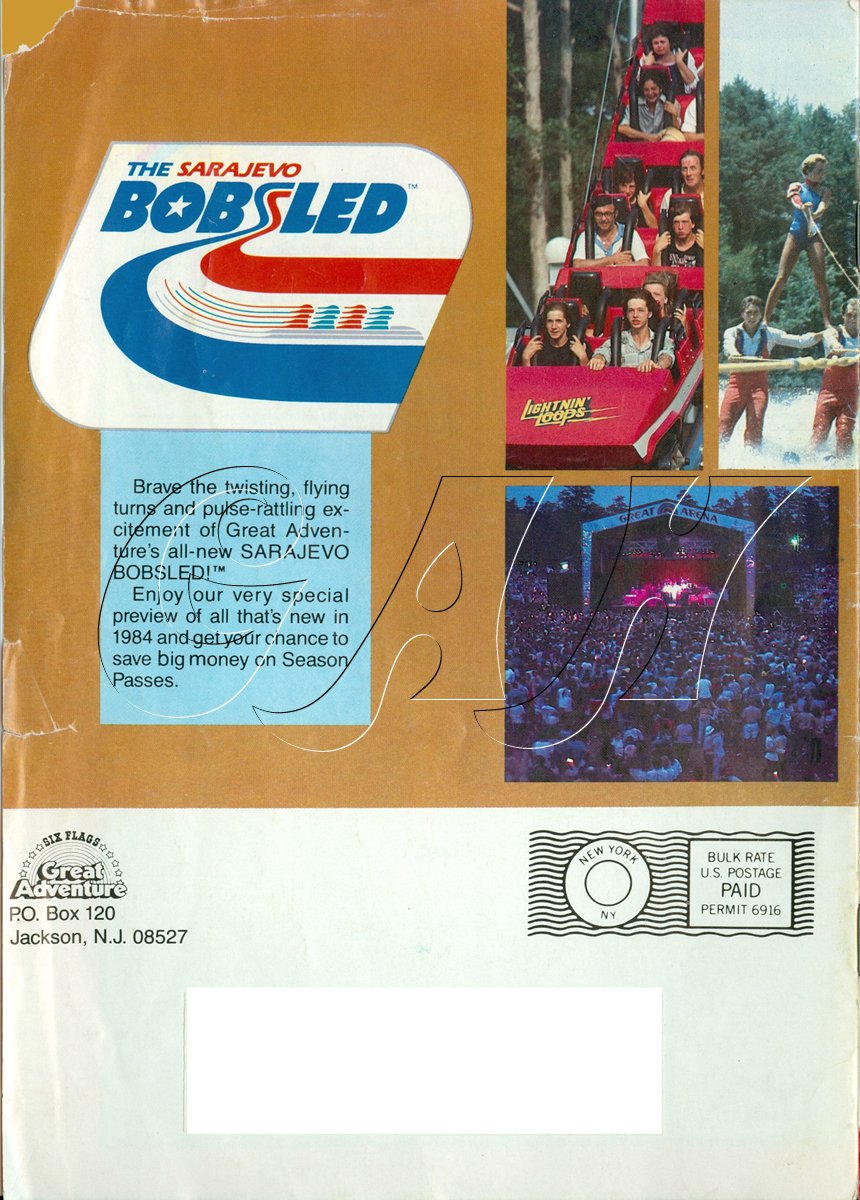 THE SARAJEVO
BOBSLED™
LIGHTNIN'
LOOPS
GREAT ARENA
Brave the twisting, flying
turns and pulse-rattling ex-
citement of Great Adven-
ture's all-new SARAJEVO
BOBSLED!™
Enjoy our very special
preview of all that's new in
1984 and get your chance to
save big money on Season
Passes.
GAH
SIX FLAGS
Great
Adventure
P.O. Box 120
Jackson, N.J. 08527
NEW YORK
NY
BULK RATE
U.S. POSTAGE
PAID
PERMIT 6916